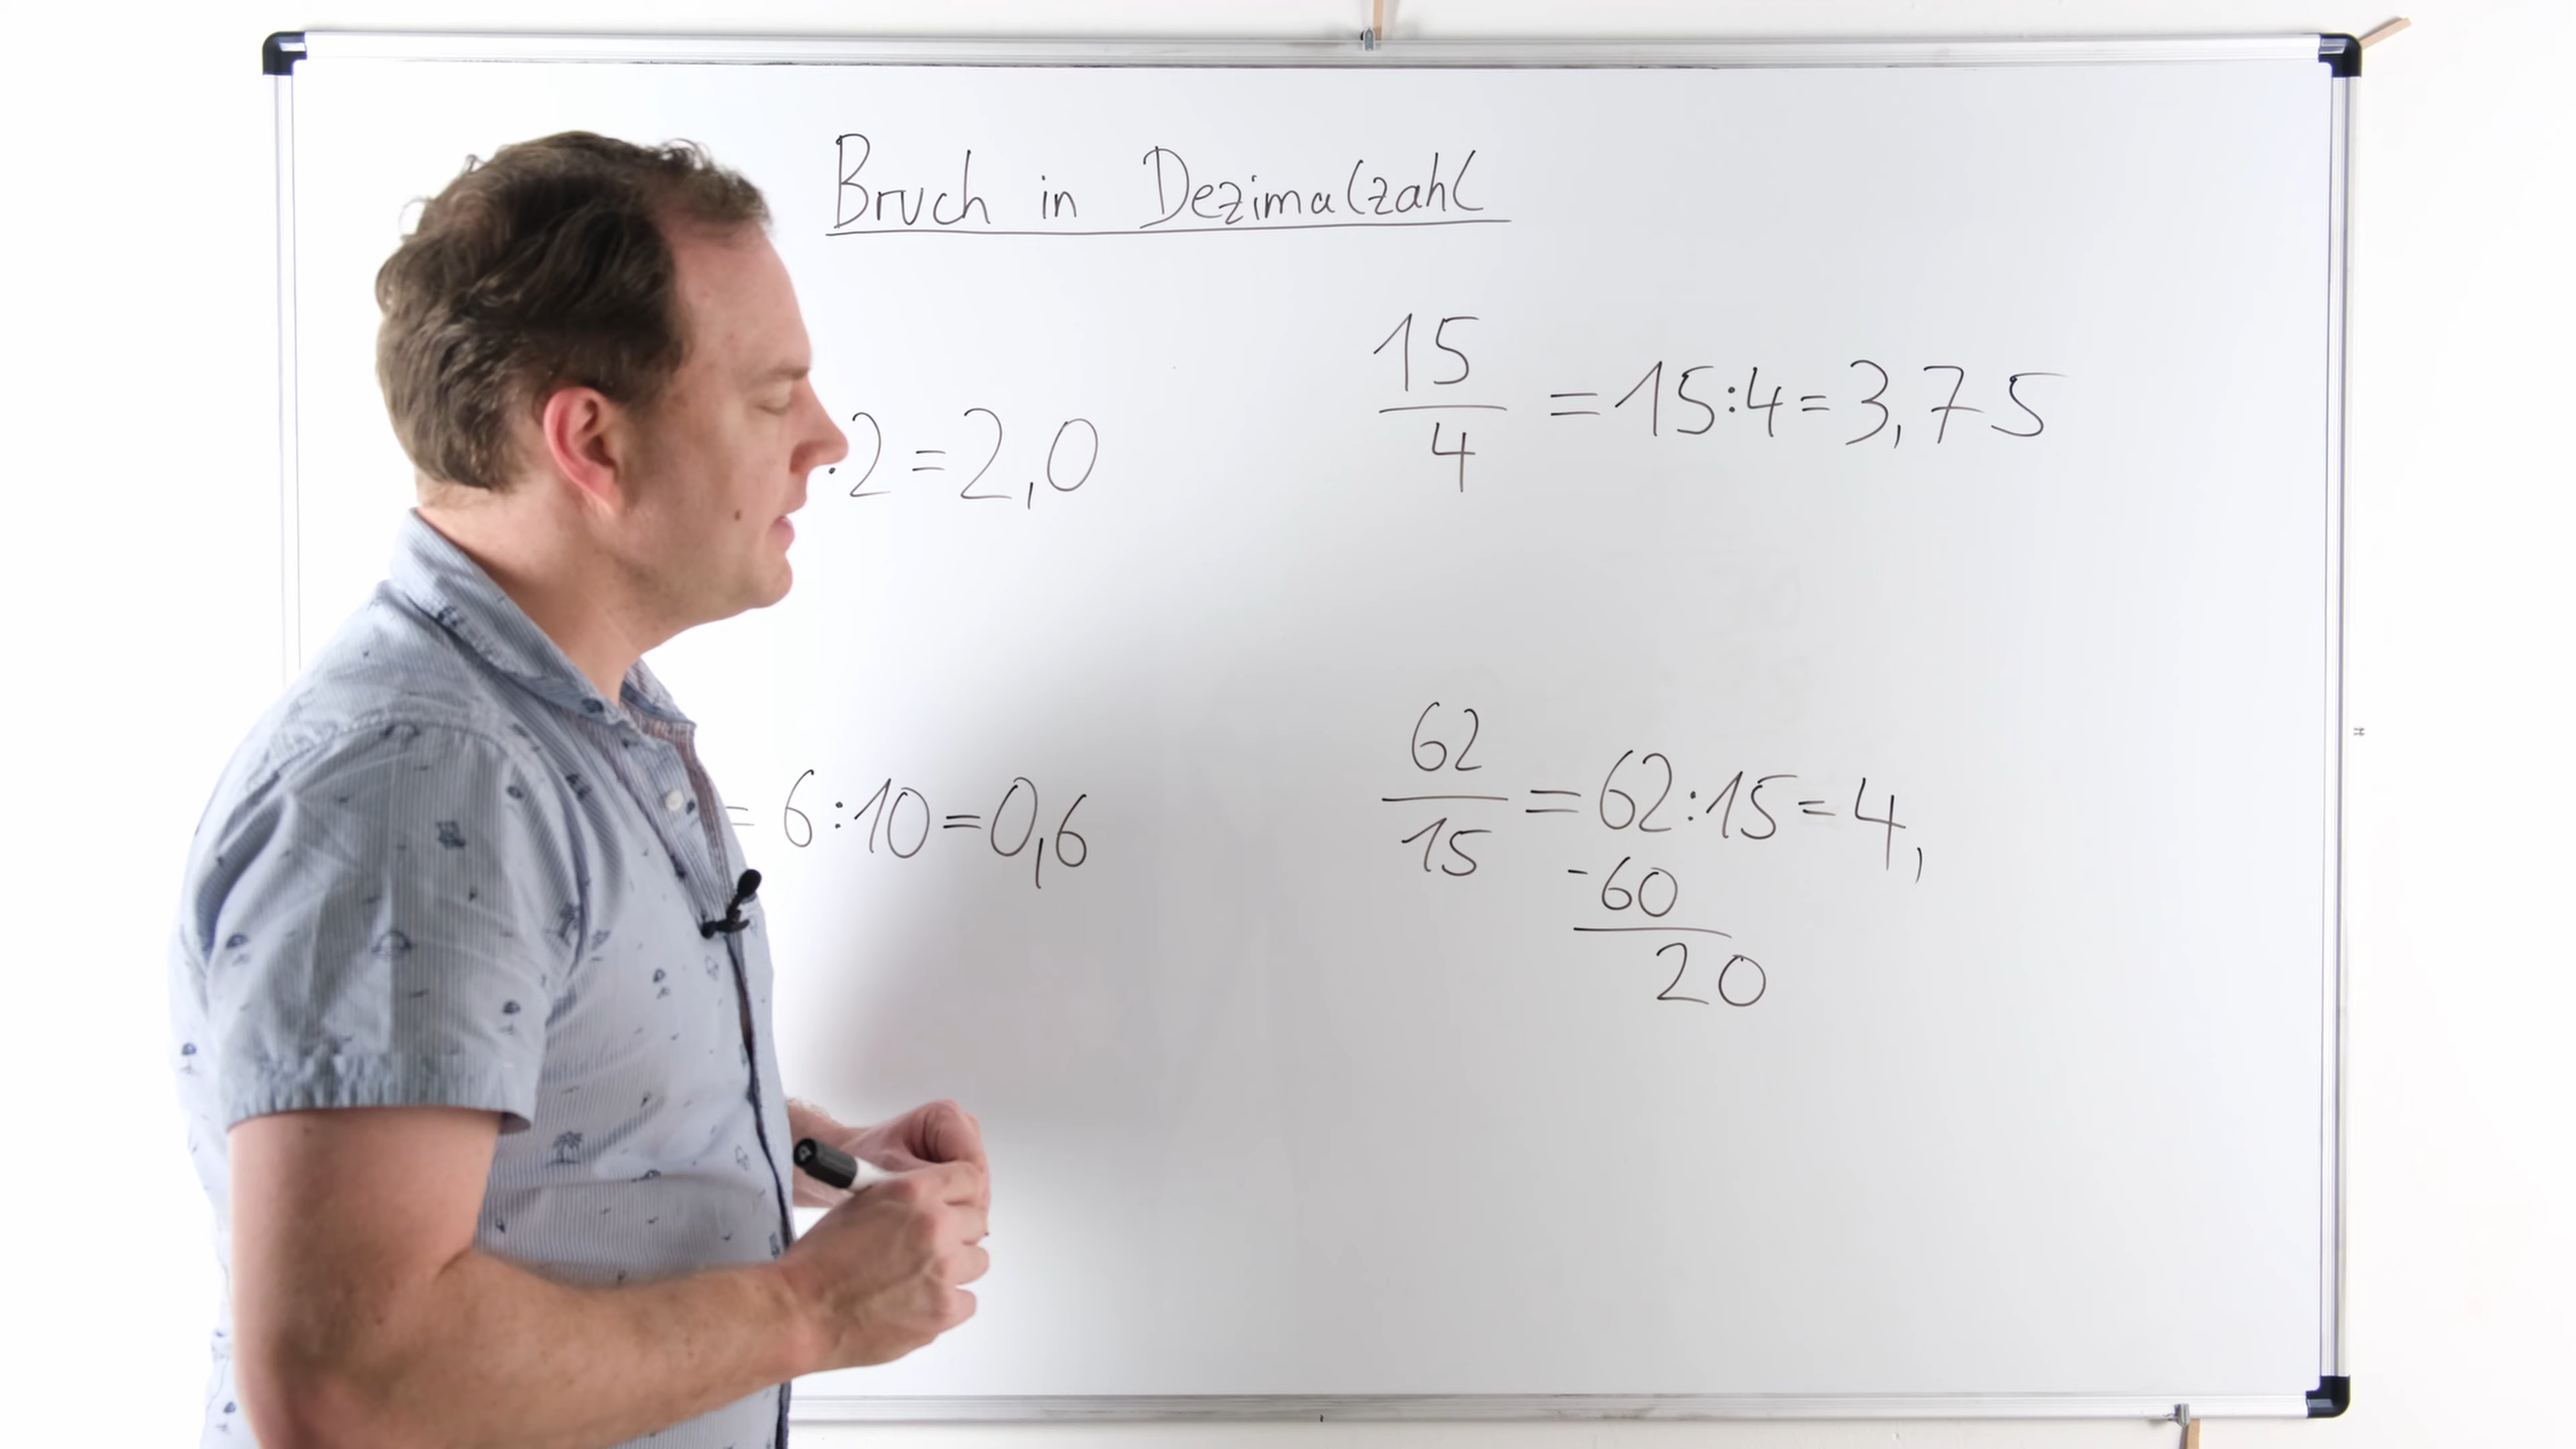 Bruch in Dezimalzahl
15
4
= 15:4 = 3,75
:2 = 2,0
62
15
= 62:15 = 4,
-60
20
= 6:10 = 0,6